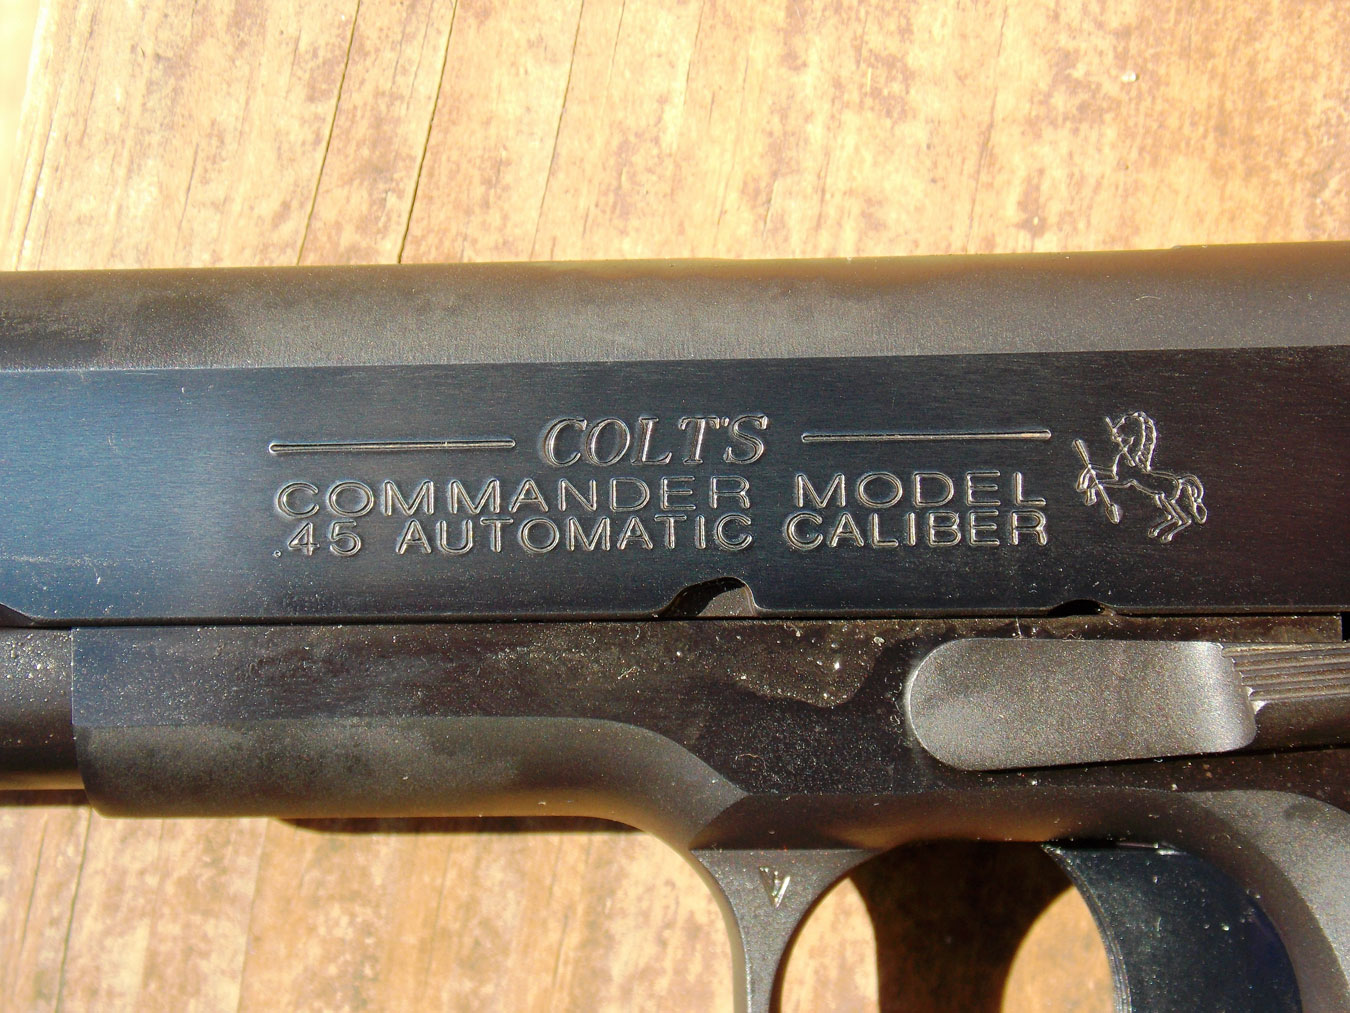 COLT'S
COMMANDER MODEL
.45 AUTOMATIC CALIBER
V